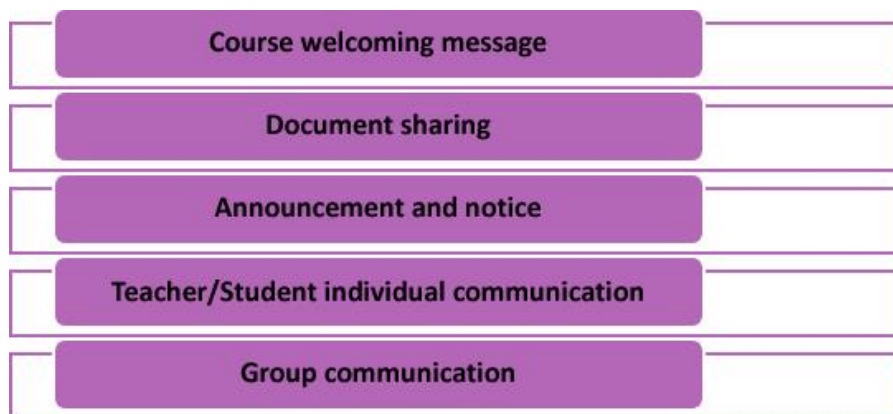 Course welcoming message
Document sharing
Announcement and notice
Teacher/Student individual communication
Group communication